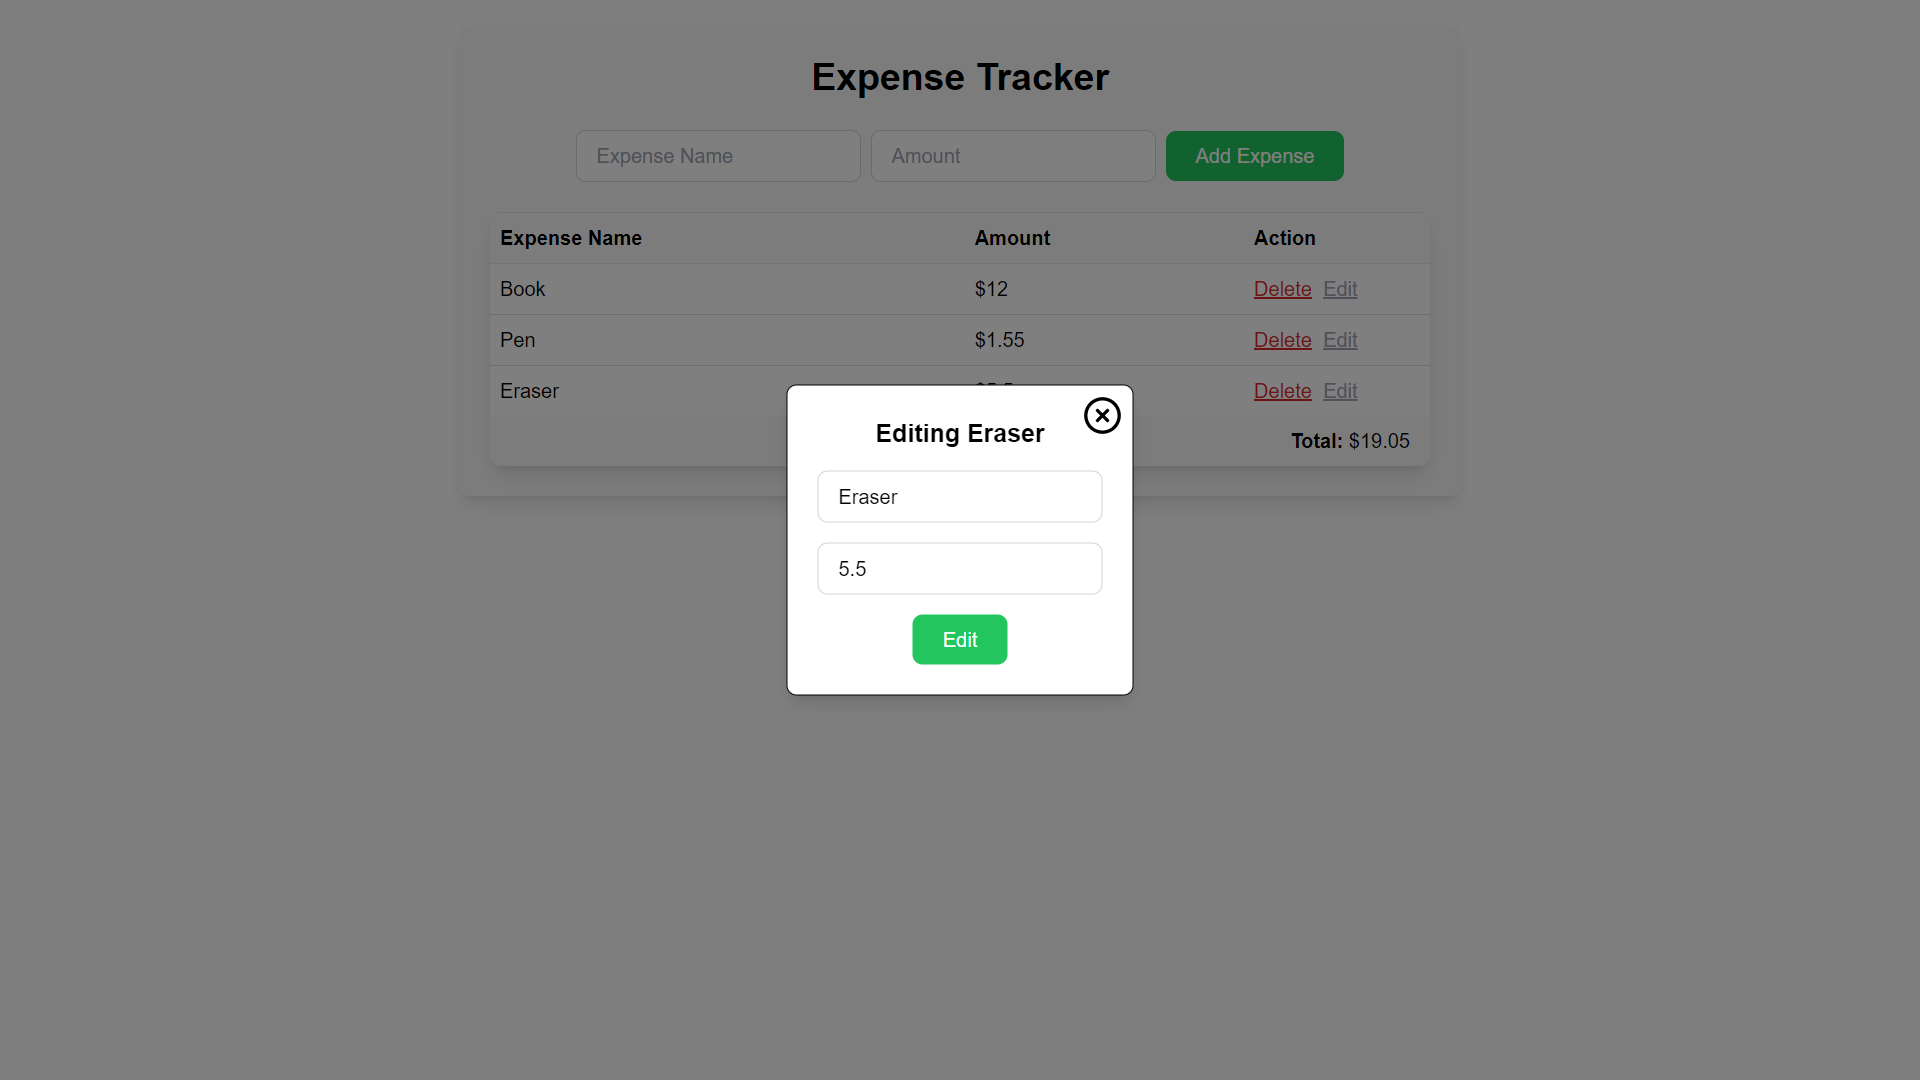 Expense Tracker
Expense Name Amount Add Expense
Expense Name Amount Action
Book $12 Delete Edit
Pen $1.55 Delete Edit
Eraser Delete Edit
Total: $19.05
Editing Eraser
Eraser
5.5
Edit